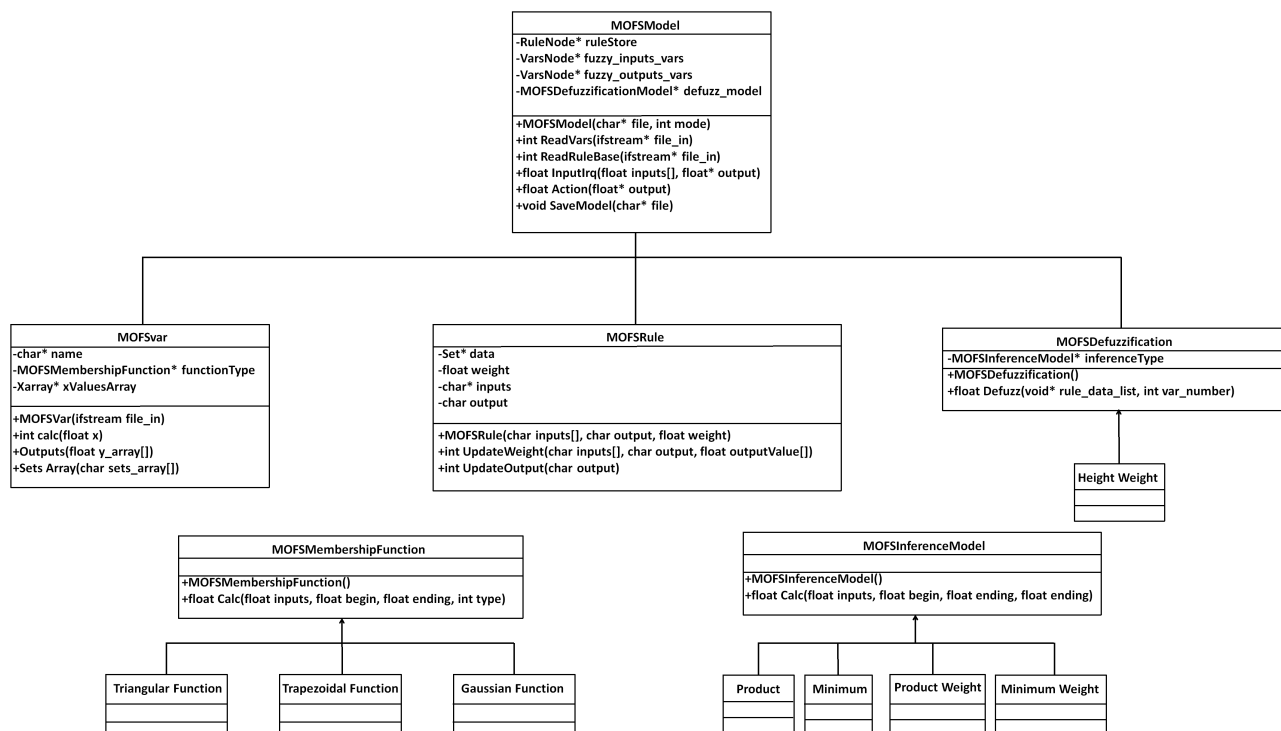 MOFSModel
-RuleNode* ruleStore
-VarsNode* fuzzy_inputs_vars
-VarsNode* fuzzy_outputs_vars
-MOFSDefuzzificationModel* defuzz_model
+MOFSModel(char* file, int mode)
+int ReadVars(ifstream* file_in)
+int ReadRuleBase(ifstream* file_in)
+float InputIrq(float inputs[], float* output)
+float Action(float* output)
+void SaveModel(char* file)
MOFSvar
-char* name
-MOFSMembershipFunction* functionType
-Xarray* xValuesArray
+MOFSVar(ifstream file_in)
+int calc(float x)
+Outputs(float y_array[])
+Sets Array(char sets_array[])
MOFSRule
-Set* data
-float weight
-char* inputs
-char output
+MOFSRule(char inputs[], char output, float weight)
+int UpdateWeight(char inputs[], char output, float outputValue[])
+int UpdateOutput(char output)
MOFSDefuzzification
-MOFSInferenceModel* inferenceType
+MOFSDefuzzification()
+float Defuzz(void* rule_data_list, int var_number)
Height Weight
MOFSMembershipFunction
+MOFSMembershipFunction()
+float Calc(float inputs, float begin, float ending, int type)
Triangular Function
Trapezoidal Function
Gaussian Function
MOFSInferenceModel
+MOFSInferenceModel()
+float Calc(float inputs, float begin, float ending, float ending)
Product
Minimum
Product Weight
Minimum Weight